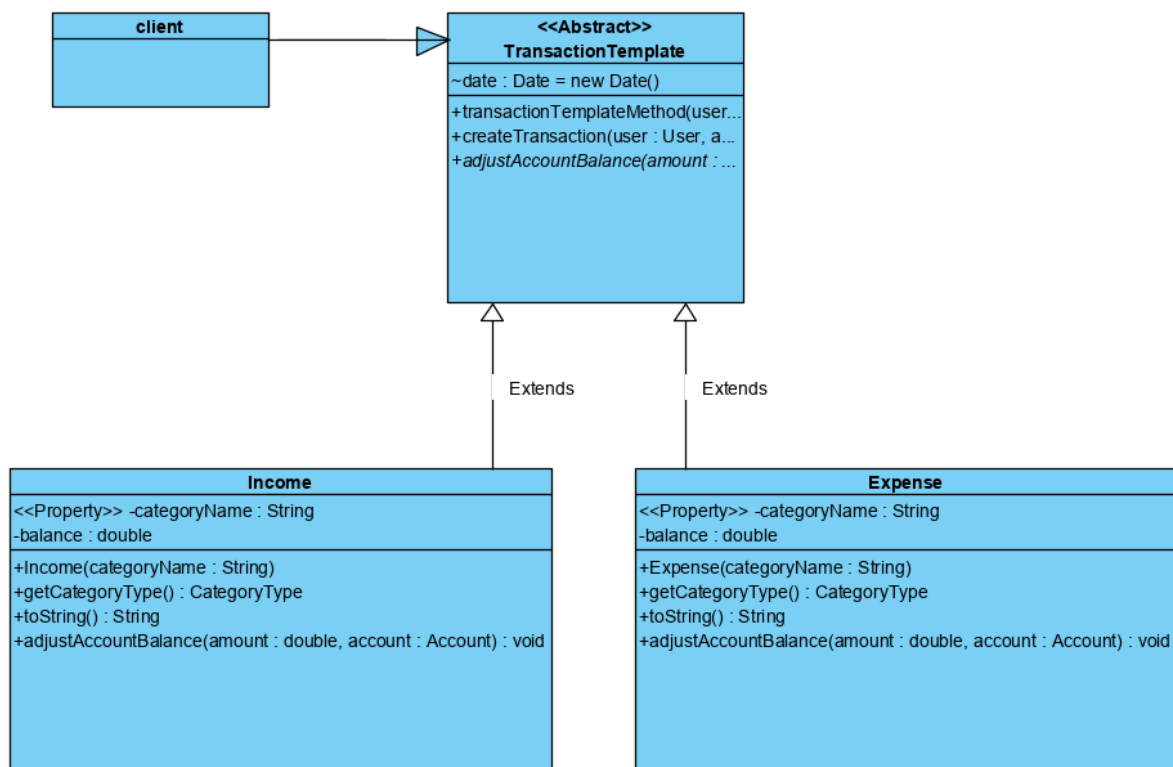 client
<<Abstract>>
TransactionTemplate
~date : Date = new Date()
+transactionTemplateMethod(user...
+createTransaction(user : User, a...
+adjustAccountBalance(amount : ...
Extends
Extends
Income
<<Property>> -categoryName : String
-balance : double
+Income(categoryName : String)
+getCategoryType() : CategoryType
+toString() : String
+adjustAccountBalance(amount : double, account : Account) : void
Expense
<<Property>> -categoryName : String
-balance : double
+Expense(categoryName : String)
+getCategoryType() : CategoryType
+toString() : String
+adjustAccountBalance(amount : double, account : Account) : void